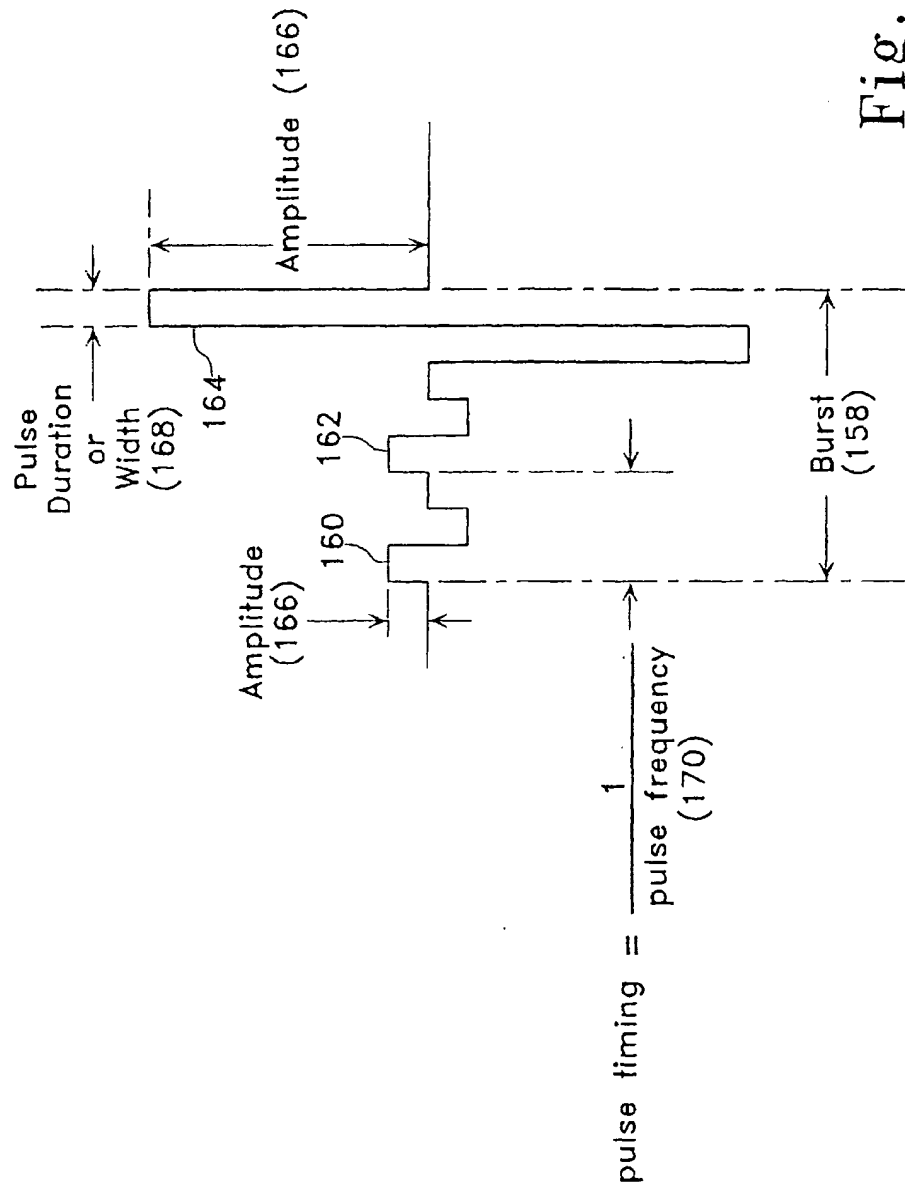 Pulse
Duration
or
Width
(168)
Amplitude (166)
164
162
160
Amplitude
(166)
pulse timing = 1
pulse frequency
(170)
Burst
(158)
Fig.